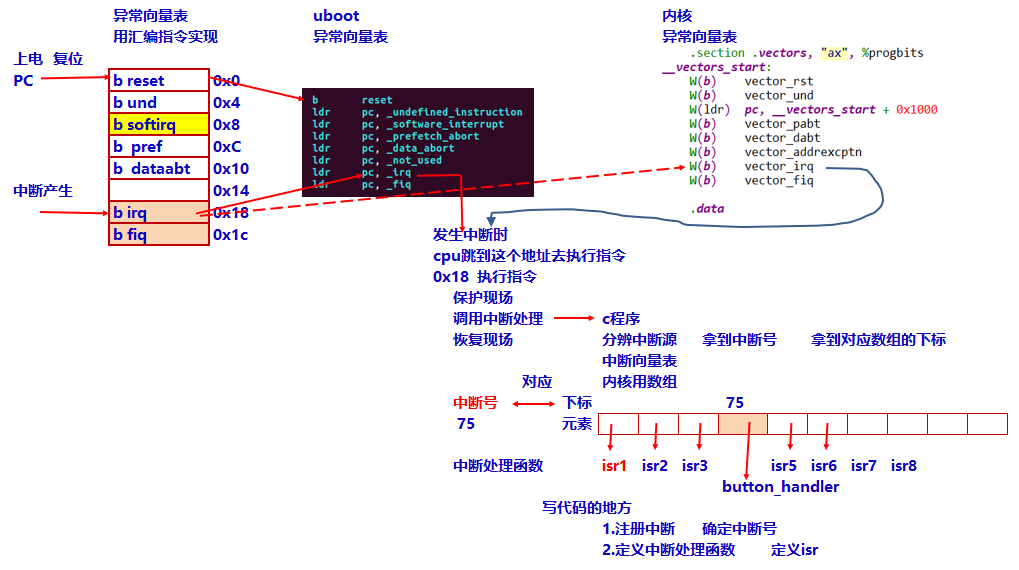 异常向量表
用汇编指令实现
上电 复位
PC
b reset 0x0
b und 0x4
b softirq 0x8
b pref 0xC
b dataabt 0x10
0x14
中断产生
b irq 0x18
b fiq 0x1c
uboot
异常向量表
b reset
ldr pc, _undefined_instruction
ldr pc, _software_interrupt
ldr pc, _prefetch_abort
ldr pc, _data_abort
ldr pc, _not_used
ldr pc, _irq
ldr pc, _fiq
内核
异常向量表
.section .vectors, "ax", %progbits
__vectors_start:
W(b) vector_rst
W(b) vector_und
W(ldr) pc, __vectors_start + 0x1000
W(b) vector_pabt
W(b) vector_dabt
W(b) vector_addrexcptn
W(b) vector_irq
W(b) vector_fiq
.data
发生中断时
cpu跳到这个地址去执行指令
0x18 执行指令
保护现场
调用中断处理 c程序
恢复现场 分辨中断源 拿到中断号 拿到对应数组的下标
中断向量表
对应 内核用数组
中断号 下标 75
75 元素
中断处理函数 isr1 isr2 isr3 isr5 isr6 isr7 isr8
button_handler
写代码的地方
1.注册中断 确定中断号
2.定义中断处理函数 定义isr